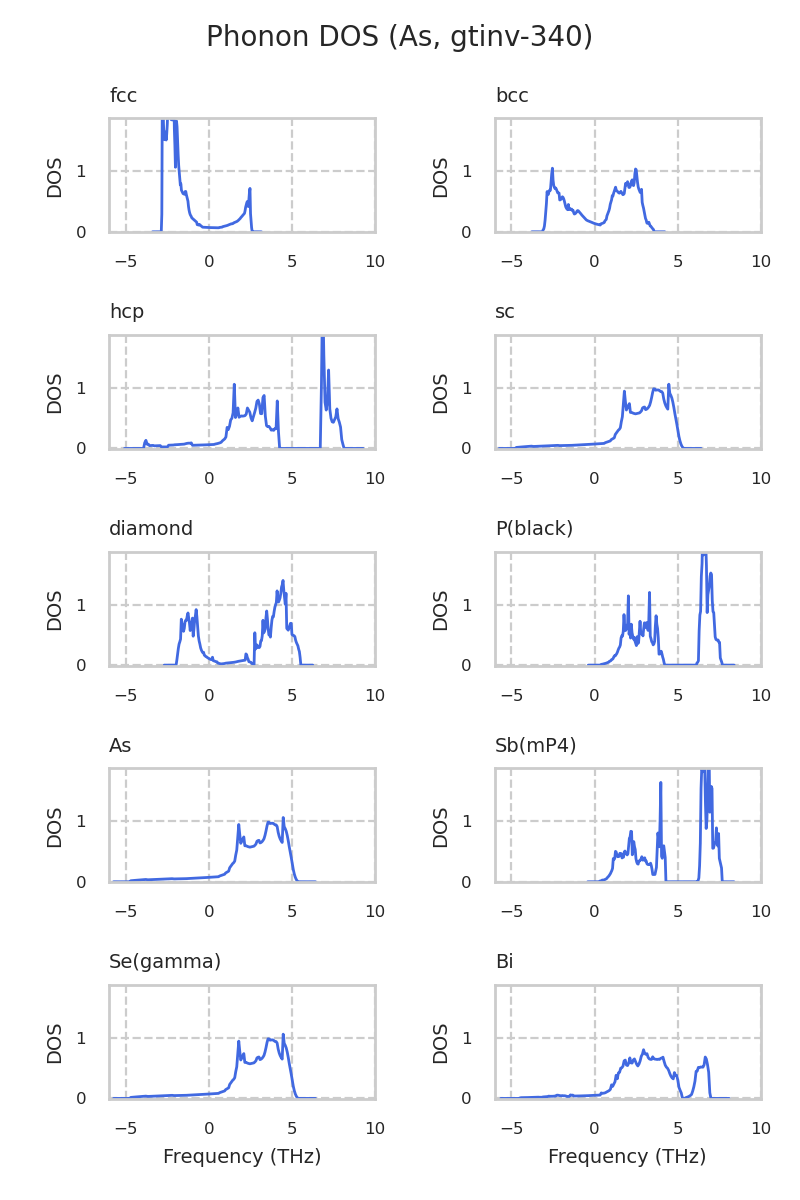 Phonon DOS (As, gtinv-340)
fcc
bcc
DOS
1
0
−5 0 5 10
DOS
1
0
−5 0 5 10
hcp
sc
DOS
1
0
−5 0 5 10
DOS
1
0
−5 0 5 10
diamond
P(black)
DOS
1
0
−5 0 5 10
DOS
1
0
−5 0 5 10
As
Sb(mP4)
DOS
1
0
−5 0 5 10
DOS
1
0
−5 0 5 10
Se(gamma)
Bi
DOS
1
0
−5 0 5 10
Frequency (THz)
DOS
1
0
−5 0 5 10
Frequency (THz)